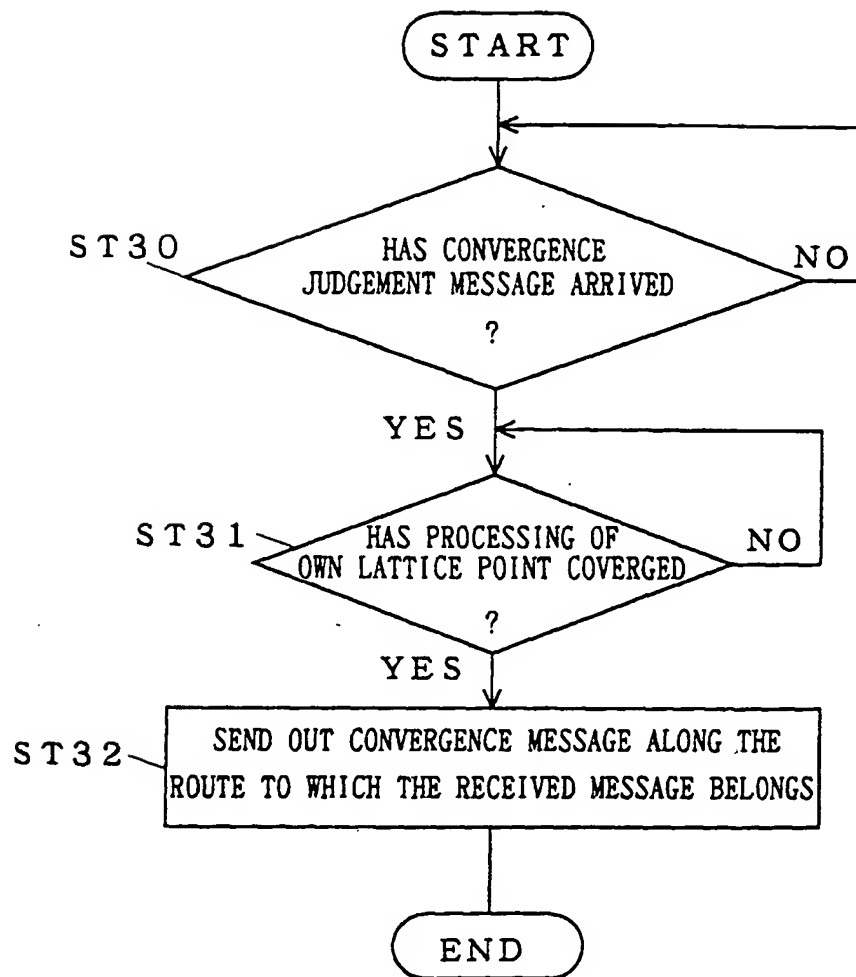 START
ST30
HAS CONVERGENCE
JUDGEMENT MESSAGE ARRIVED
?
NO
YES
ST31
HAS PROCESSING OF
OWN LATTICE POINT COVERGED
?
NO
YES
ST32
SEND OUT CONVERGENCE MESSAGE ALONG THE
ROUTE TO WHICH THE RECEIVED MESSAGE BELONGS
END